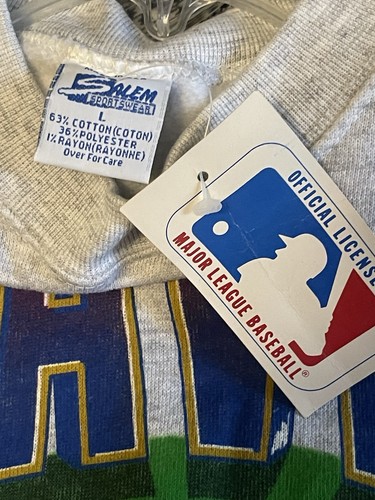 SALEM
SPORTSWEAR
L
63% COTTON(COTON)
36% POLYESTER
1% RAYON(RAYONNE)
Over For Care
OFFICIAL LICENSE
MAJOR LEAGUE BASEBALL®